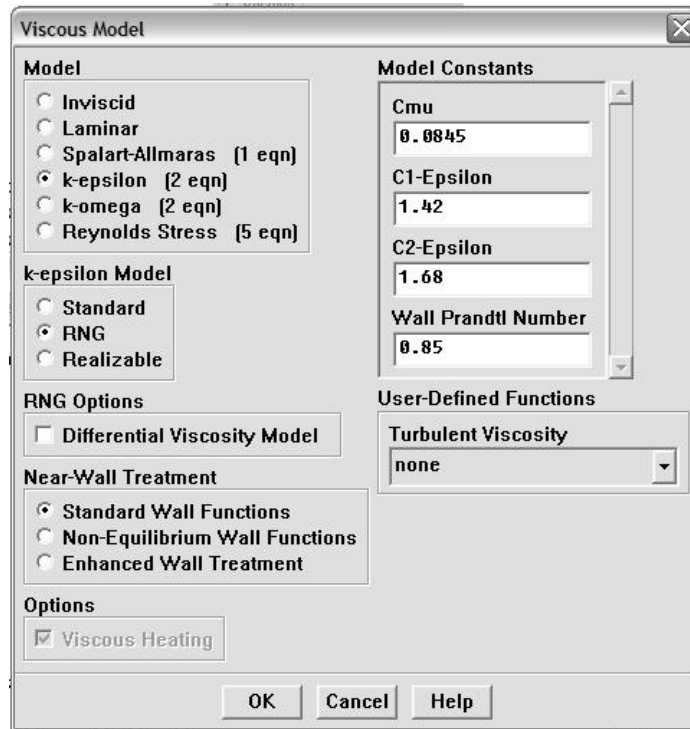 Viscous Model
Model
Inviscid
Laminar
Spalart-Allmaras (1 eqn)
k-epsilon (2 eqn)
k-omega (2 eqn)
Reynolds Stress (5 eqn)
k-epsilon Model
Standard
RNG
Realizable
RNG Options
Differential Viscosity Model
Near-Wall Treatment
Standard Wall Functions
Non-Equilibrium Wall Functions
Enhanced Wall Treatment
Options
Viscous Heating
Model Constants
Cmu
0.0845
C1-Epsilon
1.42
C2-Epsilon
1.68
Wall Prandtl Number
0.85
User-Defined Functions
Turbulent Viscosity
none
OK Cancel Help